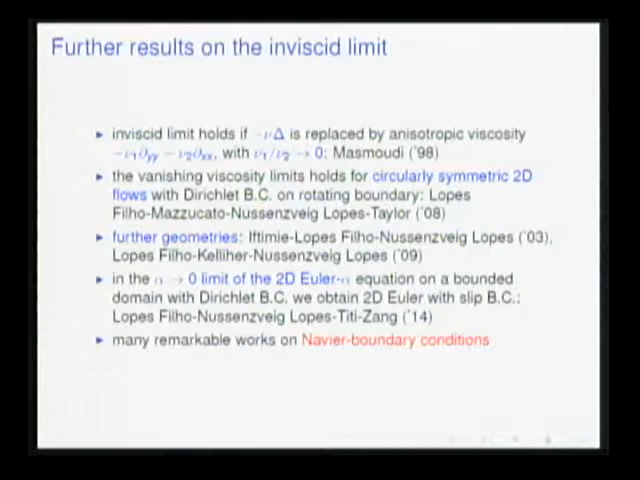 Further results on the inviscid limit
inviscid limit holds if −νΔ is replaced by anisotropic viscosity
−ν₁∂yy − ν₂∂xx, with ν₁/ν₂ → 0: Masmoudi ('98)
the vanishing viscosity limits holds for circularly symmetric 2D
flows with Dirichlet B.C. on rotating boundary: Lopes
Filho-Mazzucato-Nussenzveig Lopes-Taylor ('08)
further geometries: Iftimie-Lopes Filho-Nussenzveig Lopes ('03),
Lopes Filho-Kelliher-Nussenzveig Lopes ('09)
in the α → 0 limit of the 2D Euler-α equation on a bounded
domain with Dirichlet B.C. we obtain 2D Euler with slip B.C.:
Lopes Filho-Nussenzveig Lopes-Titi-Zang ('14)
many remarkable works on Navier-boundary conditions